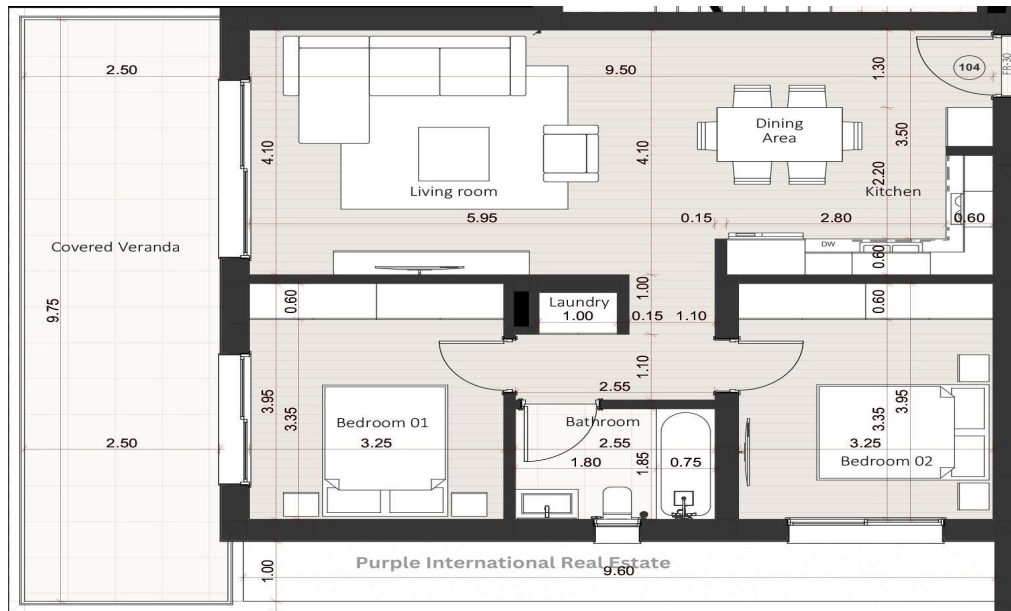 2.50
9.50
1.30
104
FR-30
Dining
Area
3.50
4.10
4.10
2.20
Living room
Kitchen
5.95
0.15
2.80
0.60
Covered Veranda
DW
0.60
9.75
0.60
Laundry
1.00
1.00
0.15
1.10
0.60
1.10
2.55
3.95
3.35
Bedroom 01
3.25
Bathroom
2.55
1.80
1.85
0.75
3.35
3.95
3.25
Bedroom 02
2.50
Purple International Real Estate
1.00
9.60